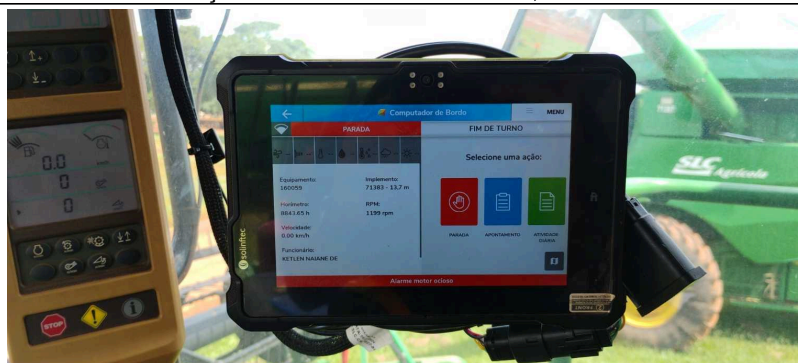 Computador de Bordo
MENU
PARADA
FIM DE TURNO
Selecione uma ação:
Equipamento:
160059
Implemento:
71383 - 13,7 m
Horímetro:
8843.65 h
RPM:
1199 rpm
Velocidade:
0.00 km/h
Funcionário:
KETLEN NAIANE DE
PARADA
APONTAMENTO
ATIVIDADE
DIÁRIA
Alarme motor ocioso
solinftec
SLC Agrícola
0.0
0
0
STOP